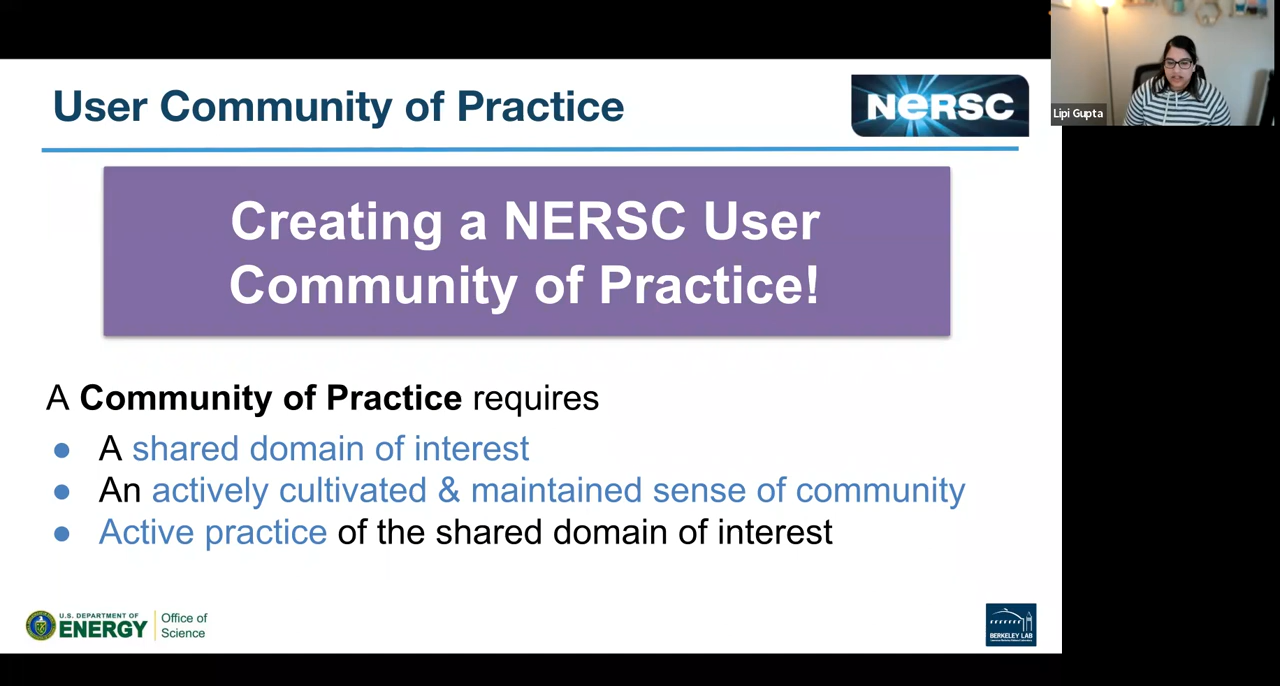 User Community of Practice
NERSC
Lipi Gupta
Creating a NERSC User
Community of Practice!
A Community of Practice requires
● A shared domain of interest
● An actively cultivated & maintained sense of community
● Active practice of the shared domain of interest
U.S. DEPARTMENT OF
ENERGY
Office of
Science
BERKELEY LAB